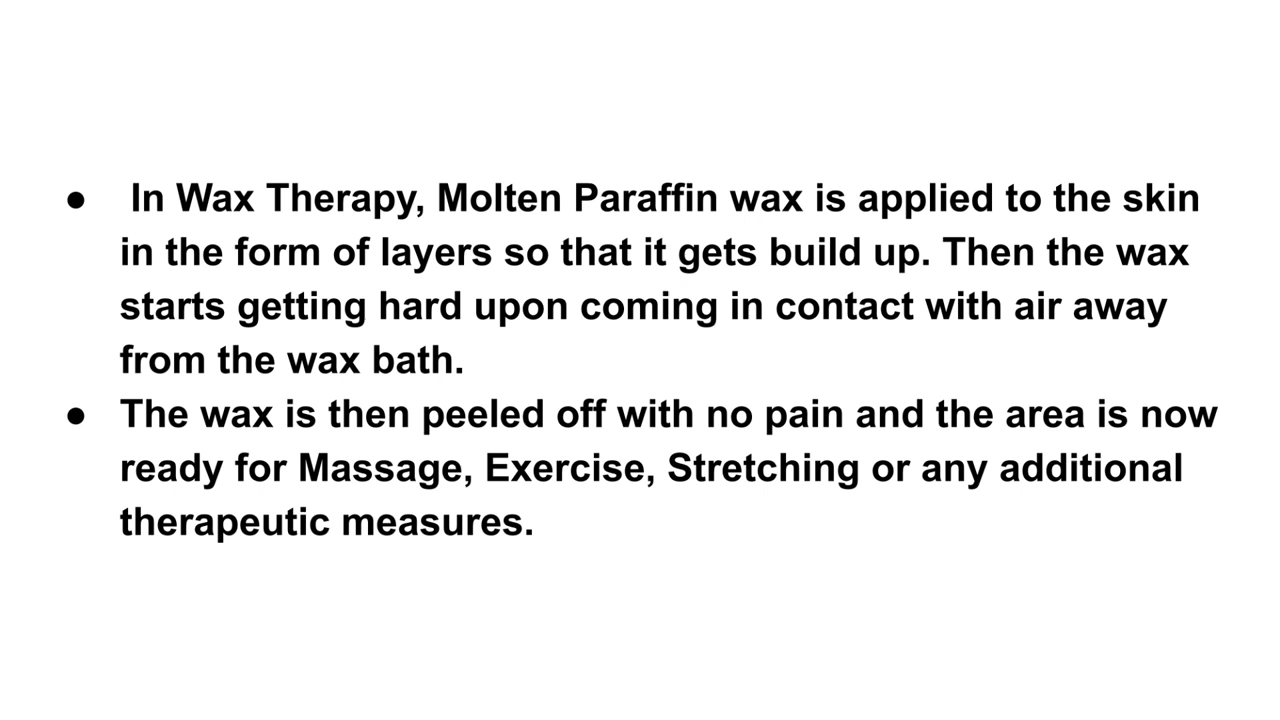 ● In Wax Therapy, Molten Paraffin wax is applied to the skin
in the form of layers so that it gets build up. Then the wax
starts getting hard upon coming in contact with air away
from the wax bath.
● The wax is then peeled off with no pain and the area is now
ready for Massage, Exercise, Stretching or any additional
therapeutic measures.